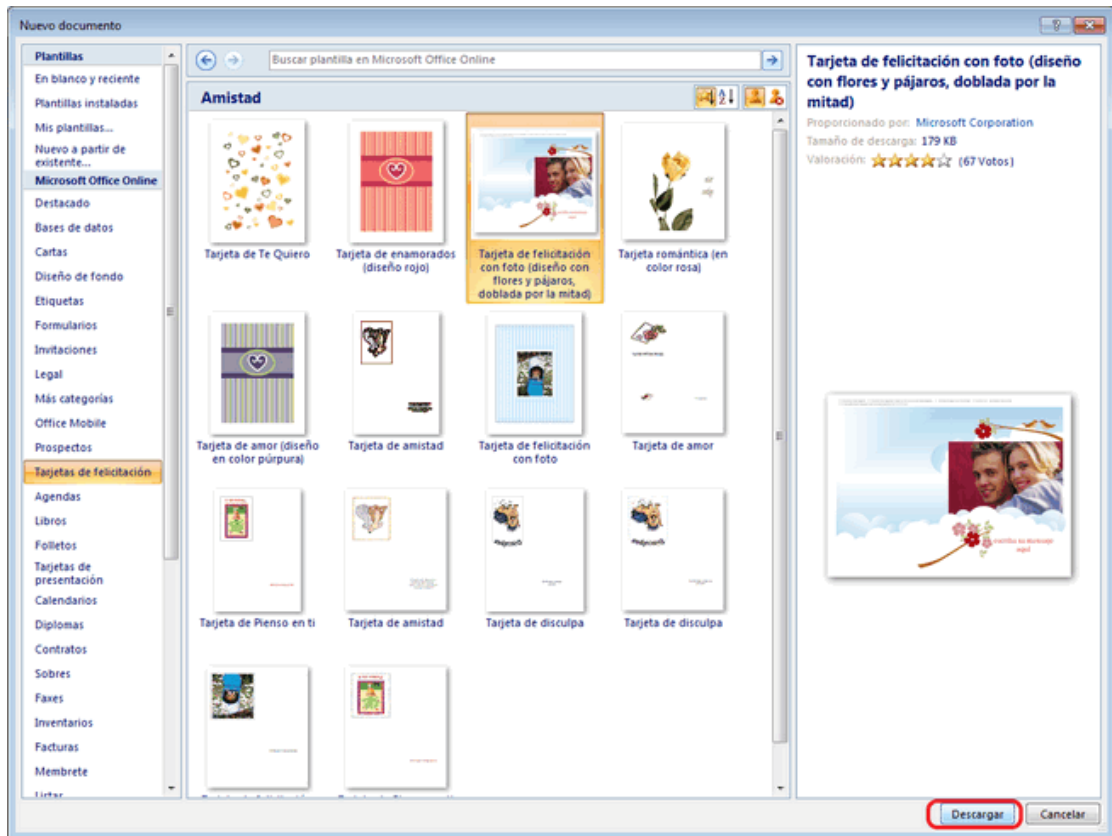 Nuevo documento
Plantillas
En blanco y reciente
Plantillas instaladas
Mis plantillas...
Nuevo a partir de
existente...
Microsoft Office Online
Destacado
Bases de datos
Cartas
Diseño de fondo
Etiquetas
Formularios
Invitaciones
Legal
Más categorías
Office Mobile
Prospectos
Tarjetas de felicitación
Agendas
Libros
Folletos
Tarjetas de
presentación
Calendarios
Diplomas
Contratos
Sobres
Faxes
Inventarios
Facturas
Membrete
Listas
Buscar plantilla en Microsoft Office Online
Amistad
Tarjeta de Te Quiero
Tarjeta de enamorados
(diseño rojo)
Tarjeta de felicitación
con foto (diseño con
flores y pájaros,
doblada por la mitad)
Tarjeta romántica (en
color rosa)
Tarjeta de amor (diseño
en color púrpura)
Tarjeta de amistad
Tarjeta de felicitación
con foto
Tarjeta de amor
Tarjeta de Pienso en ti
Tarjeta de amistad
Tarjeta de disculpa
Tarjeta de disculpa
Tarjeta de felicitación con foto (diseño
con flores y pájaros, doblada por la
mitad)
Proporcionado por: Microsoft Corporation
Tamaño de descarga: 179 KB
Valoración: (67 Votos)
escriba su mensaje
aquí
Descargar
Cancelar